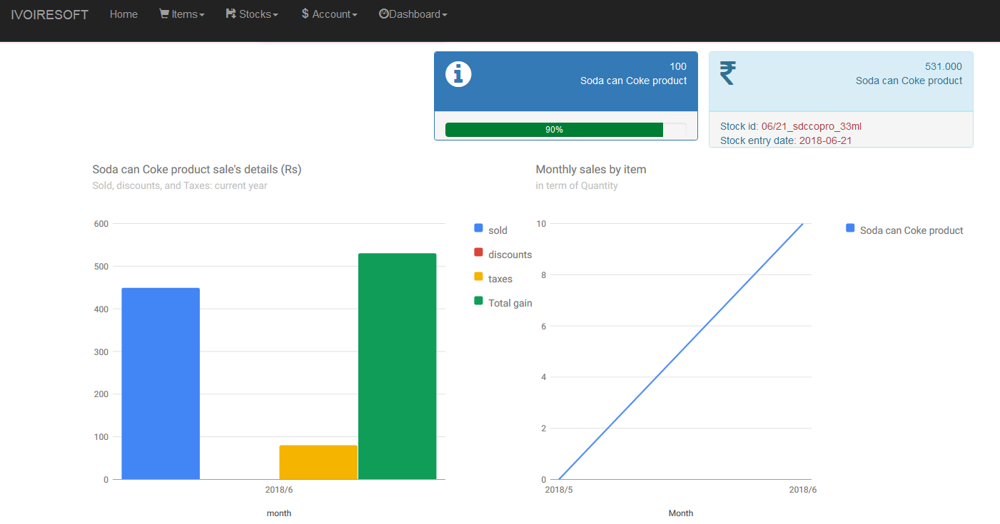 IVOIRESOFT Home Items Stocks $ Account Dashboard
100
Soda can Coke product
90%
₹ 531.000
Soda can Coke product
Stock id: 06/21_sdccopro_33ml
Stock entry date: 2018-06-21
Soda can Coke product sale's details (Rs)
Sold, discounts, and Taxes: current year
600
500
400
300
200
100
0
2018/6
month
sold
discounts
taxes
Total gain
Monthly sales by item
in term of Quantity
10
8
6
4
2
0
2018/5 2018/6
Month
Soda can Coke product